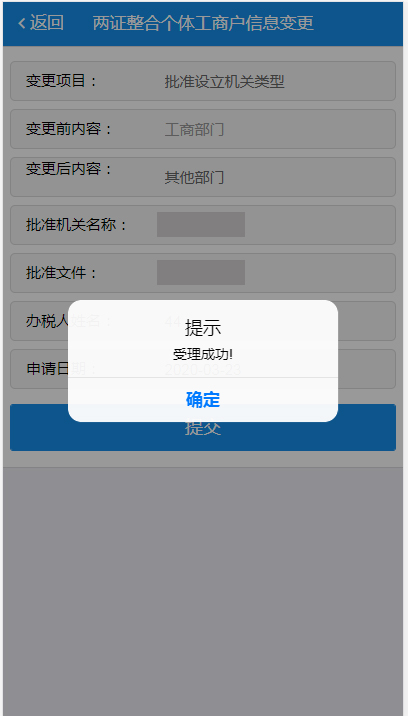 返回 两证整合个体工商户信息变更
变更项目： 批准设立机关类型
变更前内容： 工商部门
变更后内容： 其他部门
批准机关名称：
批准文件：
办税人姓名：
申请日期
提示
受理成功!
确定
提交